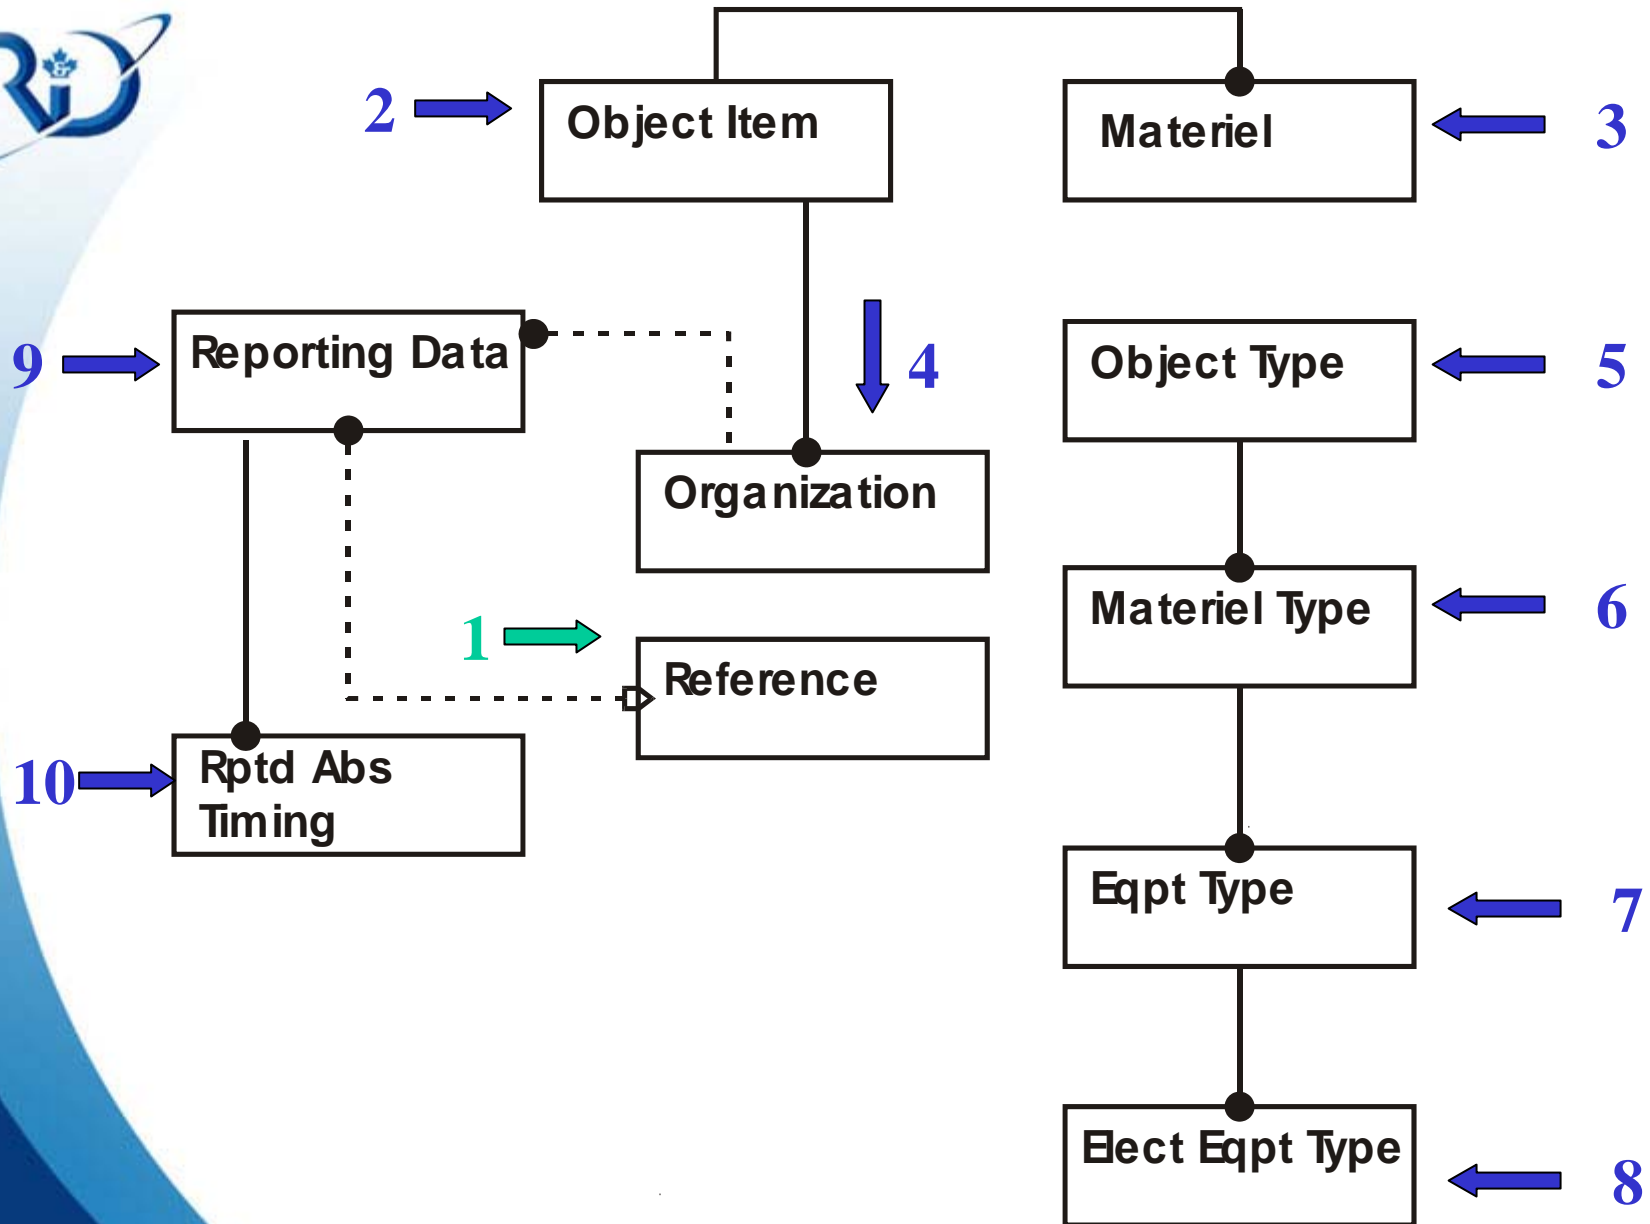 R&D
2
Object Item
Materiel
3
9
Reporting Data
4
Object Type
5
Organization
1
Reference
Materiel Type
6
10
Rptd Abs
Timing
Eqpt Type
7
Elect Eqpt Type
8